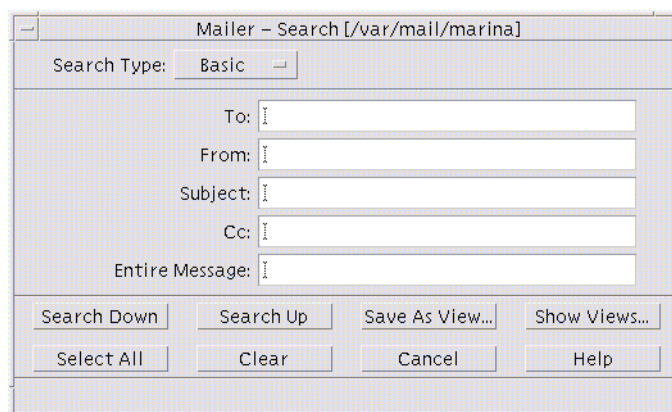 Mailer – Search [/var/mail/marina]
Search Type: Basic
To:
From:
Subject:
Cc:
Entire Message:
Search Down Search Up Save As View... Show Views...
Select All Clear Cancel Help